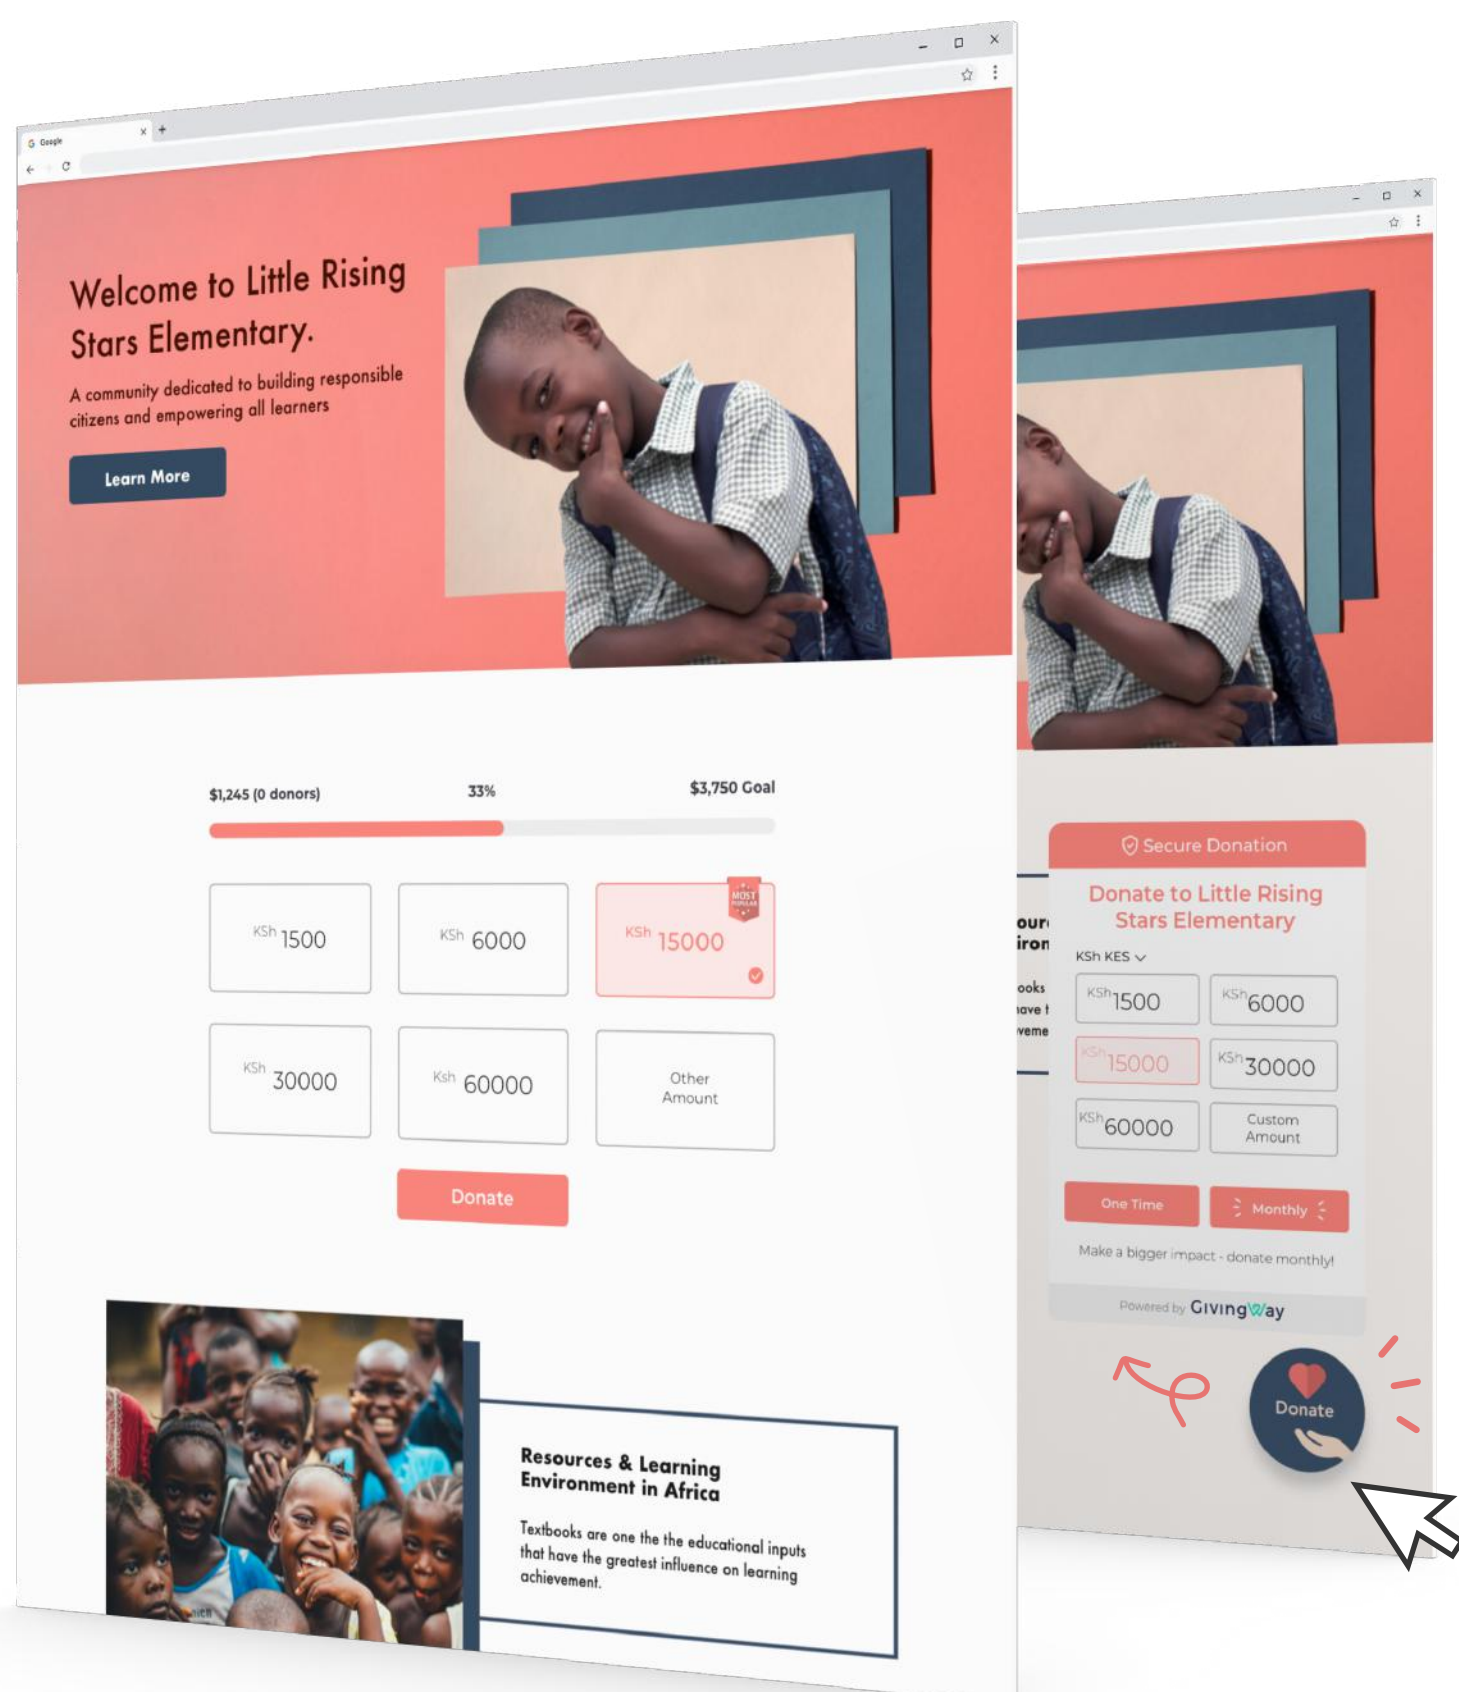 Google
Welcome to Little Rising
Stars Elementary.
A community dedicated to building responsible
citizens and empowering all learners
Learn More
$1,245 (0 donors)
33%
$3,750 Goal
KSh 1500
KSh 6000
MOST
POPULAR
KSh 15000
KSh 30000
Ksh 60000
Other
Amount
Donate
Resources & Learning
Environment in Africa
Textbooks are one the the educational inputs
that have the greatest influence on learning
achievement.
Secure Donation
Donate to Little Rising
Stars Elementary
KSh KES
KSh 1500
KSh 6000
KSh 15000
KSh 30000
KSh 60000
Custom
Amount
One Time
Monthly
Make a bigger impact - donate monthly!
Powered by GivingWay
Donate